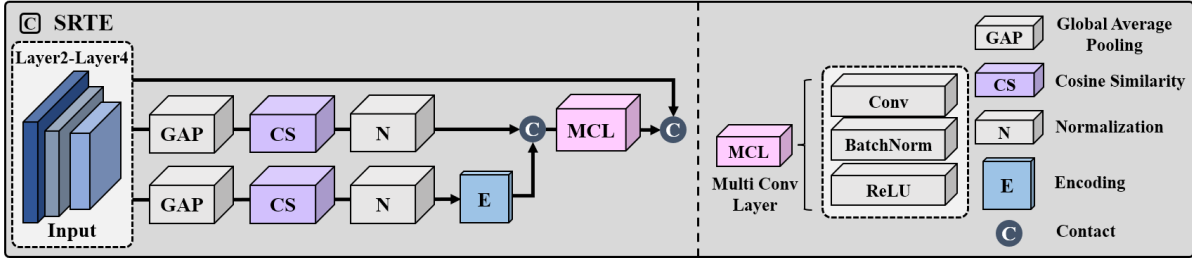 C SRTE
Layer2-Layer4
Input
GAP CS N C MCL C
GAP CS N E
MCL
Multi Conv
Layer
Conv
BatchNorm
ReLU
GAP Global Average
Pooling
CS Cosine Similarity
N Normalization
E Encoding
C Contact